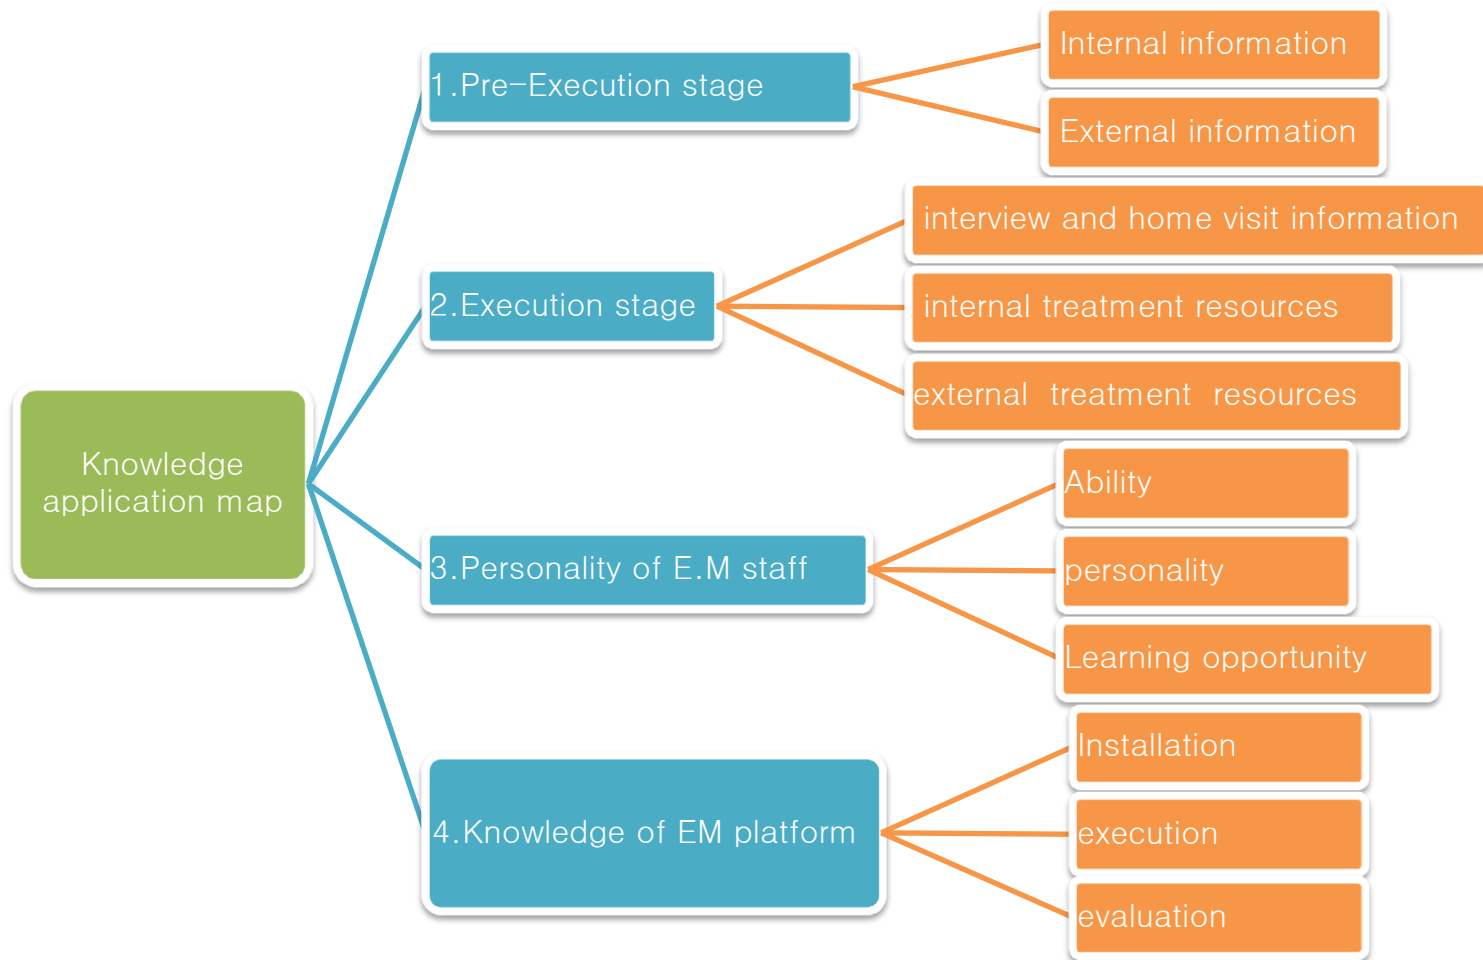 Knowledge
application map
1.Pre-Execution stage
Internal information
External information
2.Execution stage
interview and home visit information
internal treatment resources
external treatment resources
3.Personality of E.M staff
Ability
personality
Learning opportunity
4.Knowledge of EM platform
Installation
execution
evaluation